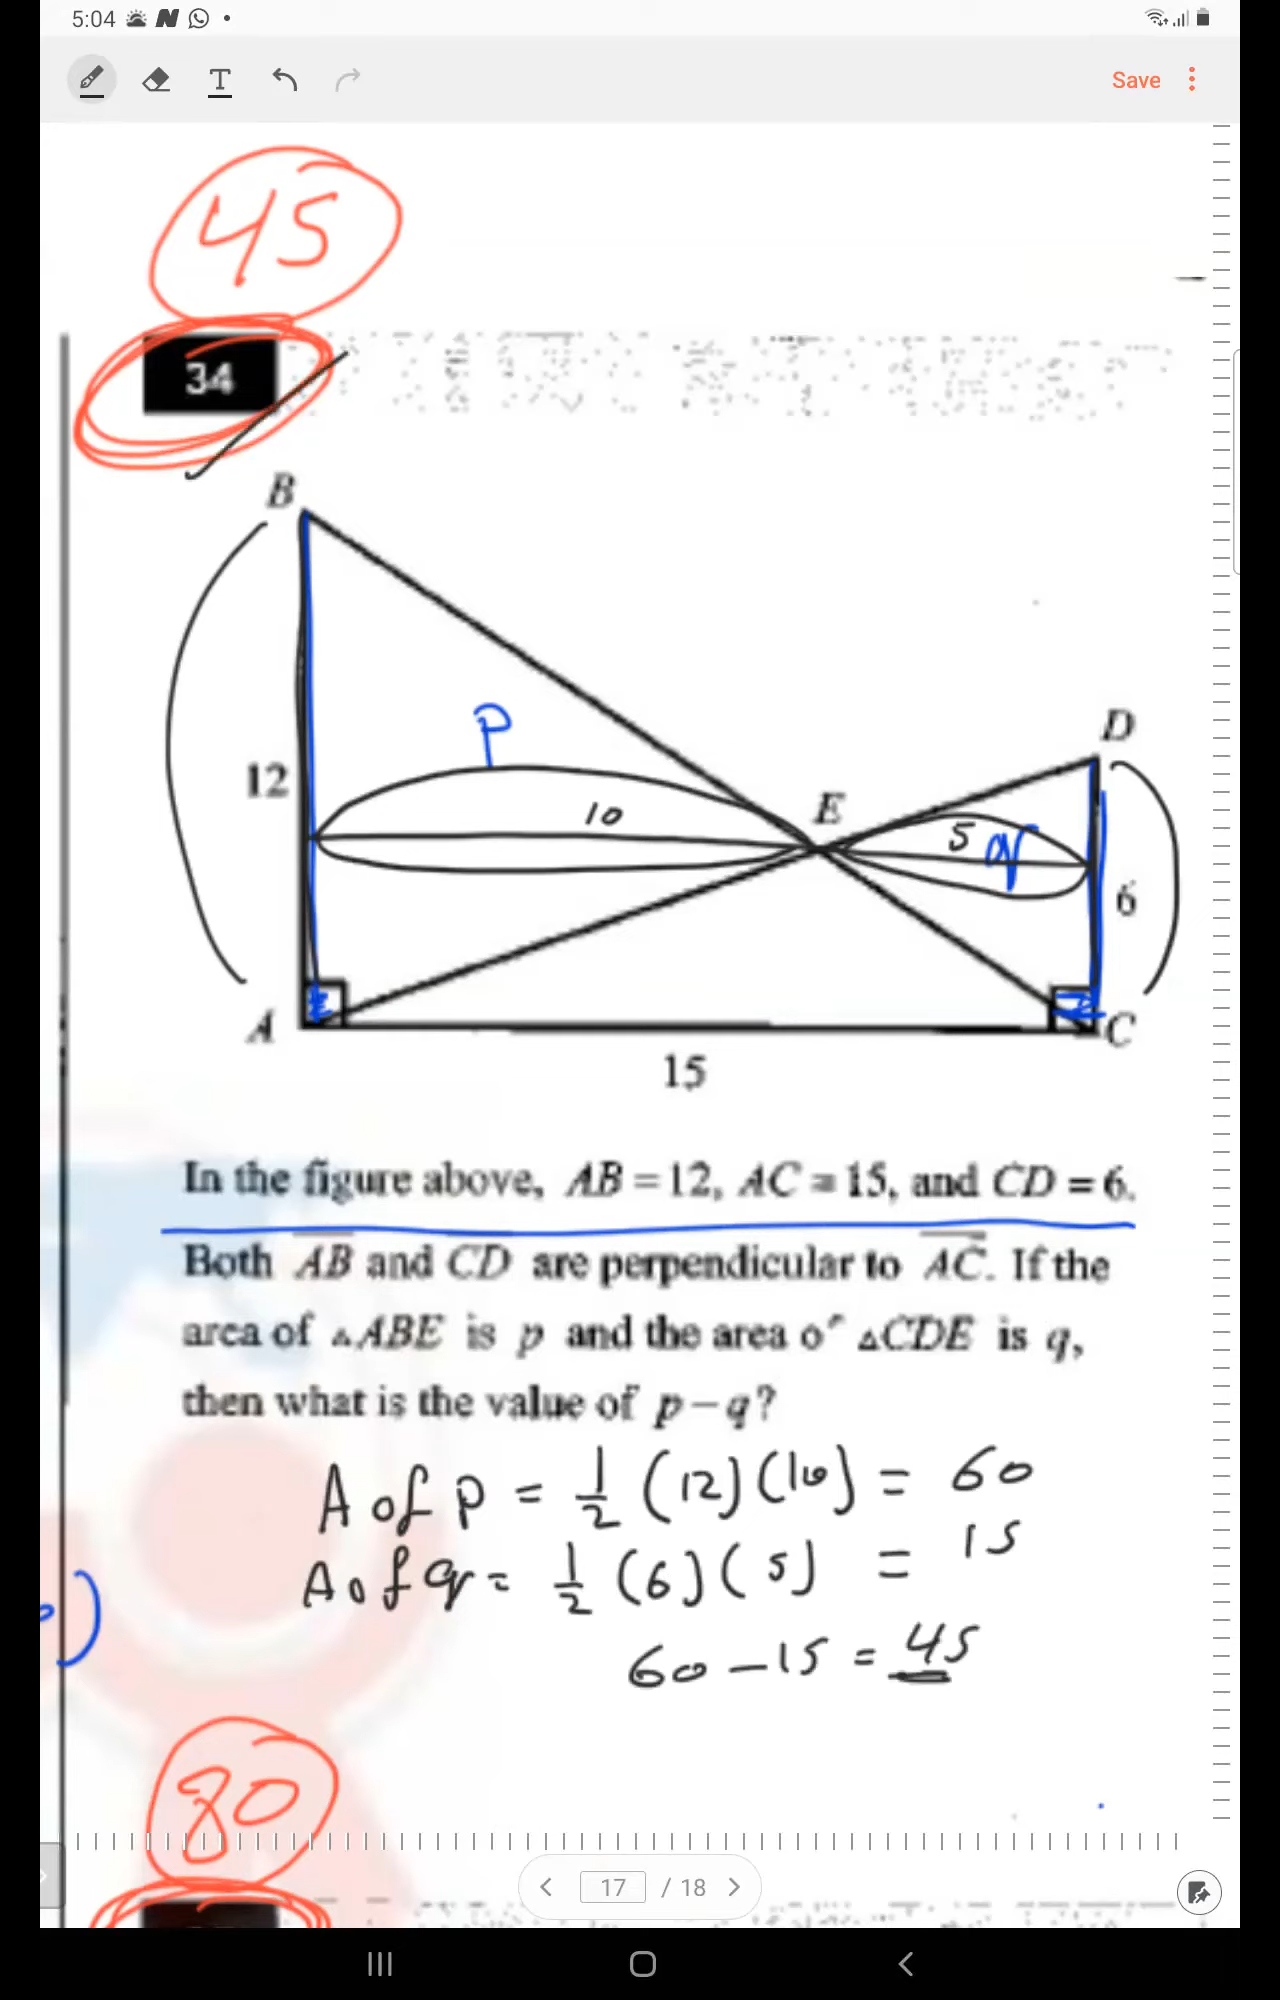 5:04
T
Save
45
34
B
D
P
12
10
E
5 q
6
A
C
15
In the figure above, AB = 12, AC = 15, and CD = 6.
Both AB and CD are perpendicular to AC. If the
area of △ABE is p and the area of △CDE is q,
then what is the value of p − q?
A of p = 1/2 (12)(10) = 60
A of q = 1/2 (6)(5) = 15
60 − 15 = 45
80
17 / 18